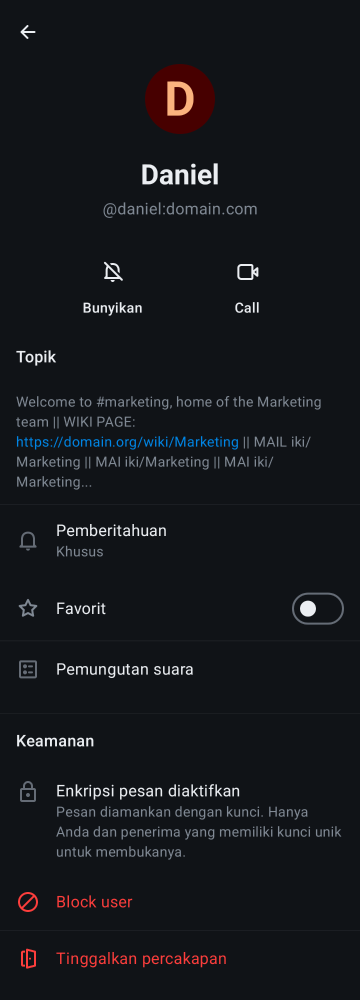 D
Daniel
@daniel:domain.com
Bunyikan
Call
Topik
Welcome to #marketing, home of the Marketing
team || WIKI PAGE:
https://domain.org/wiki/Marketing || MAIL iki/
Marketing || MAI iki/Marketing || MAI iki/
Marketing...
Pemberitahuan
Khusus
Favorit
Pemungutan suara
Keamanan
Enkripsi pesan diaktifkan
Pesan diamankan dengan kunci. Hanya
Anda dan penerima yang memiliki kunci unik
untuk membukanya.
Block user
Tinggalkan percakapan